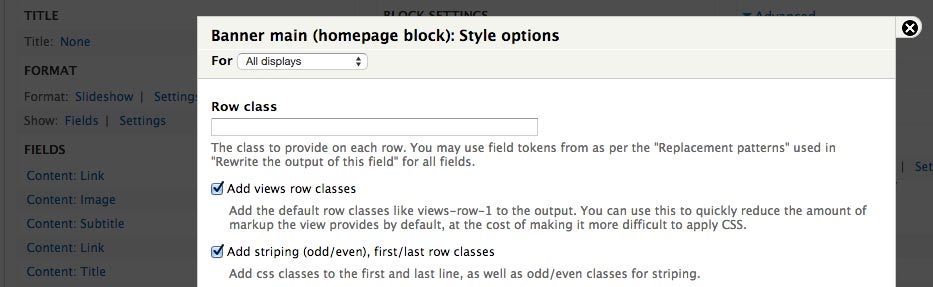 TITLE
Title: None
FORMAT
Format: Slideshow | Settings
Show: Fields | Settings
FIELDS
Content: Link
Content: Image
Content: Subtitle
Content: Link
Content: Title
BLOCK SETTINGS
Advanced
Banner main (homepage block): Style options
For All displays
Row class
The class to provide on each row. You may use field tokens from as per the "Replacement patterns" used in
"Rewrite the output of this field" for all fields.
Add views row classes
Add the default row classes like views-row-1 to the output. You can use this to quickly reduce the amount of
markup the view provides by default, at the cost of making it more difficult to apply CSS.
Add striping (odd/even), first/last row classes
Add css classes to the first and last line, as well as odd/even classes for striping.